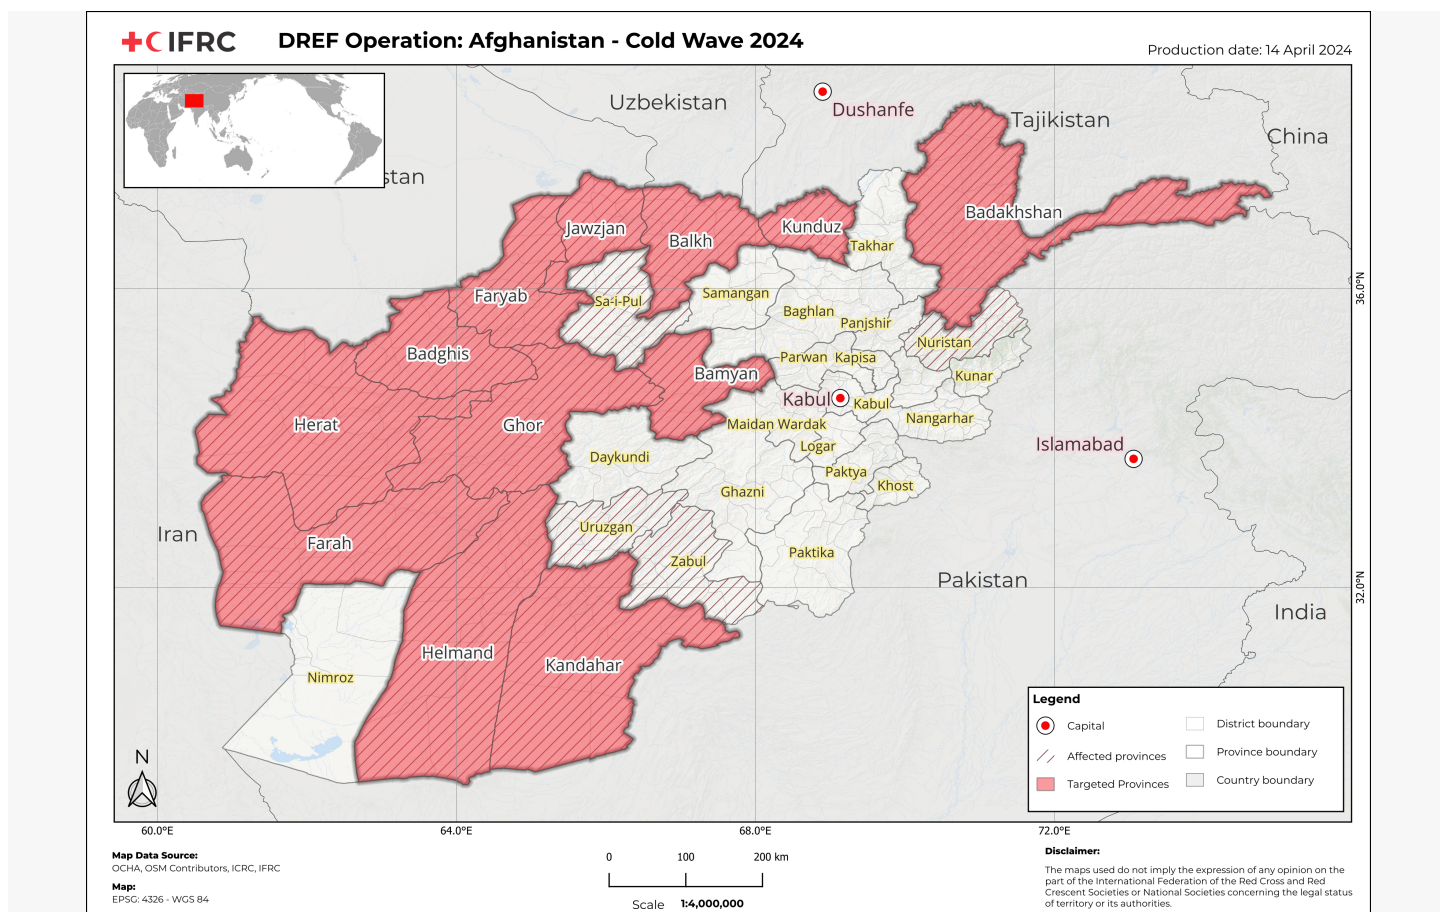 IFRC
DREF Operation: Afghanistan - Cold Wave 2024
Production date: 14 April 2024
Uzbekistan
Dushanfe
Tajikistan
China
stan
Badakhshan
Jawzjan
Balkh
Kunduz
Takhar
36.0°N
Faryab
Sa-i-Pul
Samangan
Baghlan
Panjshir
Nuristan
Badghis
Parwan
Kapisa
Bamyan
Kunar
Kabul
Kabul
Herat
Ghor
Maidan Wardak
Nangarhar
Logar
Islamabad
Daykundi
Paktya
Khost
Ghazni
Iran
Uruzgan
Farah
Zabul
Paktika
Pakistan
32.0°N
India
Helmand
Kandahar
Nimroz
Legend
Capital
Affected provinces
Targeted Provinces
District boundary
Province boundary
Country boundary
N
60.0°E
64.0°E
68.0°E
72.0°E
Map Data Source:
OCHA, OSM Contributors, ICRC, IFRC
Map:
EPSG: 4326 - WGS 84
0 100 200 km
Scale 1:4,000,000
Disclaimer:
The maps used do not imply the expression of any opinion on the
part of the International Federation of the Red Cross and Red
Crescent Societies or National Societies concerning the legal status
of territory or its authorities.